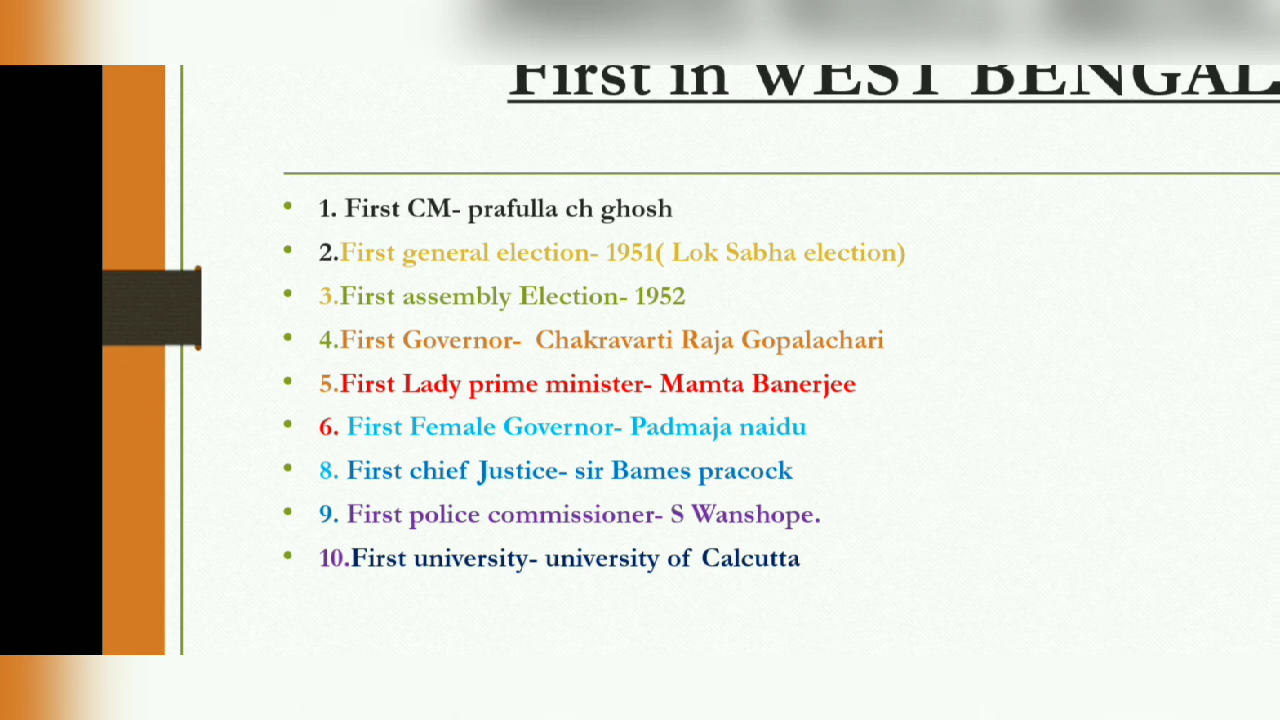 First in WEST BENGAL
1. First CM- prafulla ch ghosh
2.First general election- 1951( Lok Sabha election)
3.First assembly Election- 1952
4.First Governor-  Chakravarti Raja Gopalachari
5.First Lady prime minister- Mamta Banerjee
6. First Female Governor- Padmaja naidu
8. First chief Justice- sir Bames pracock
9. First police commissioner- S Wanshope.
10.First university- university of Calcutta